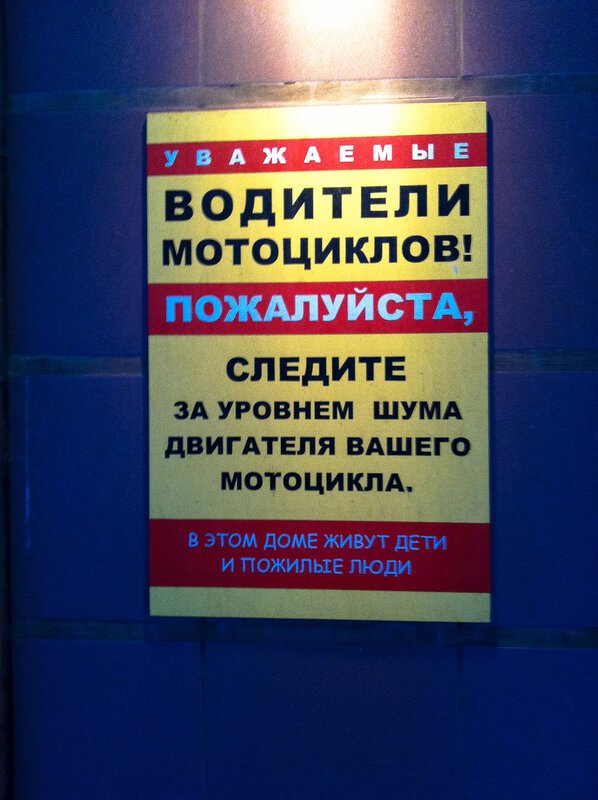 УВАЖАЕМЫЕ
ВОДИТЕЛИ
МОТОЦИКЛОВ!
ПОЖАЛУЙСТА,
СЛЕДИТЕ
ЗА УРОВНЕМ ШУМА
ДВИГАТЕЛЯ ВАШЕГО
МОТОЦИКЛА.
В ЭТОМ ДОМЕ ЖИВУТ ДЕТИ
И ПОЖИЛЫЕ ЛЮДИ